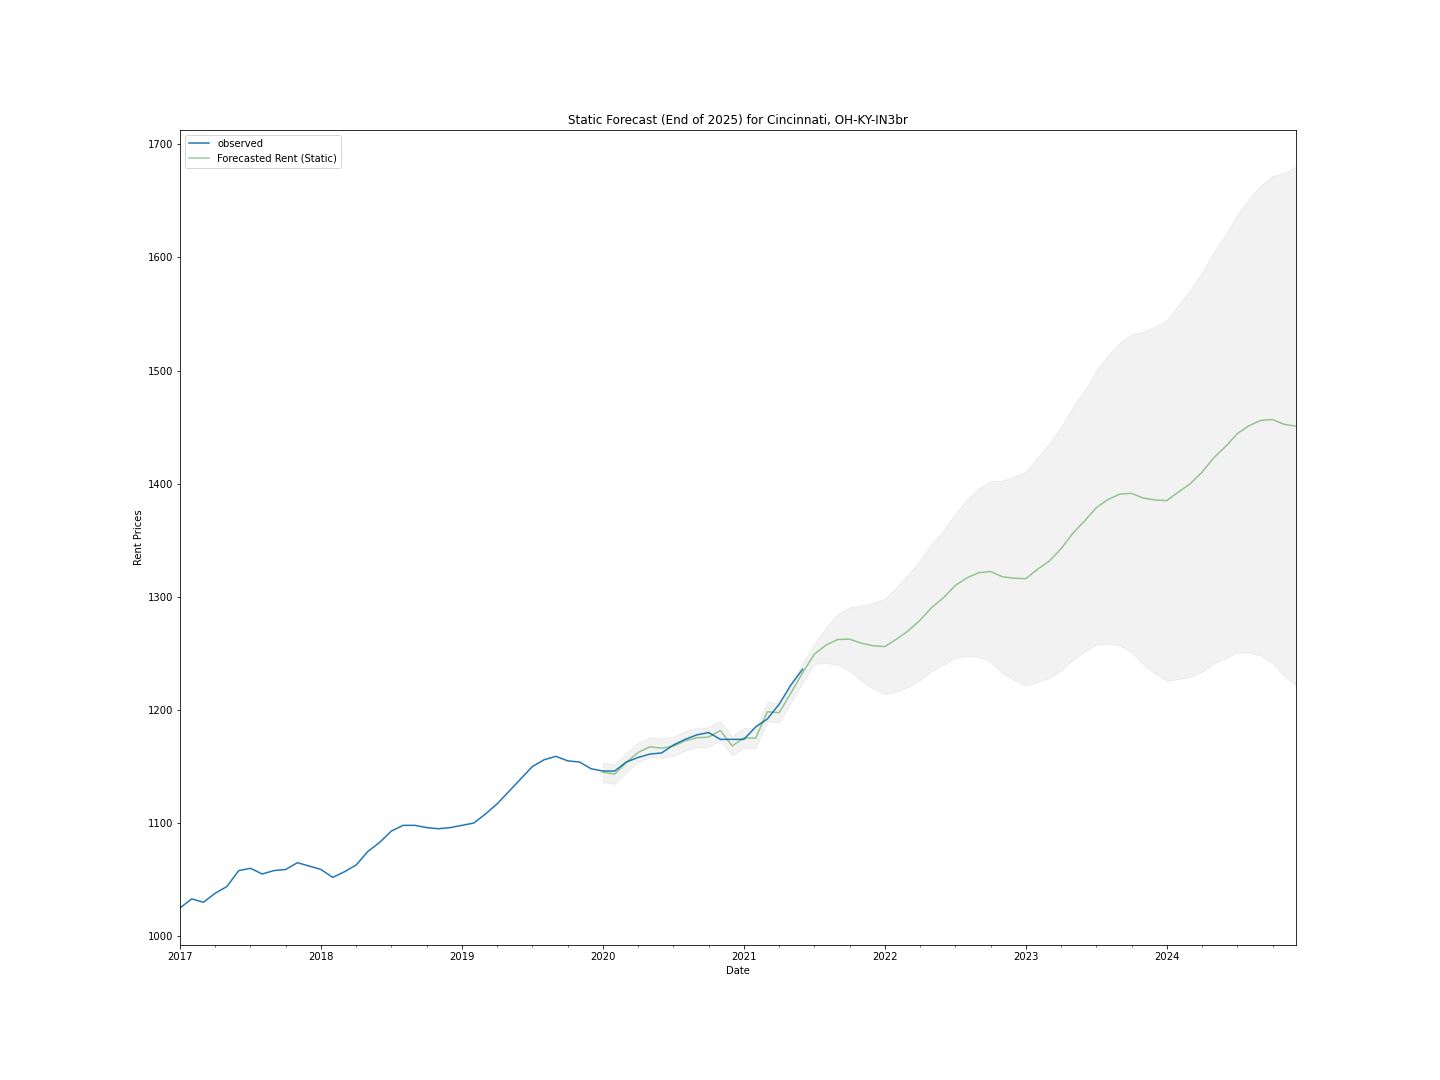 Static Forecast (End of 2025) for Cincinnati, OH-KY-IN3br
observed
Forecasted Rent (Static)
1700
1600
1500
1400
1300
1200
1100
1000
Rent Prices
2017 2018 2019 2020 2021 2022 2023 2024
Date